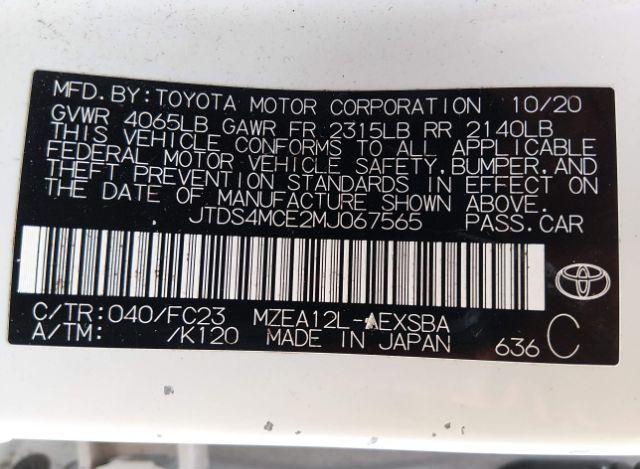 MFD. BY: TOYOTA MOTOR CORPORATION 10/20
GVWR 4065LB GAWR FR 2315LB RR 2140LB
THIS VEHICLE CONFORMS TO ALL APPLICABLE
FEDERAL MOTOR VEHICLE SAFETY, BUMPER, AND
THEFT PREVENTION STANDARDS IN EFFECT ON
THE DATE OF MANUFACTURE SHOWN ABOVE.
JTDS4MCE2MJ067565 PASS.CAR
C/TR: 040/FC23 MZEA12L-AEXSBA
A/TM: /K120 MADE IN JAPAN 636 C